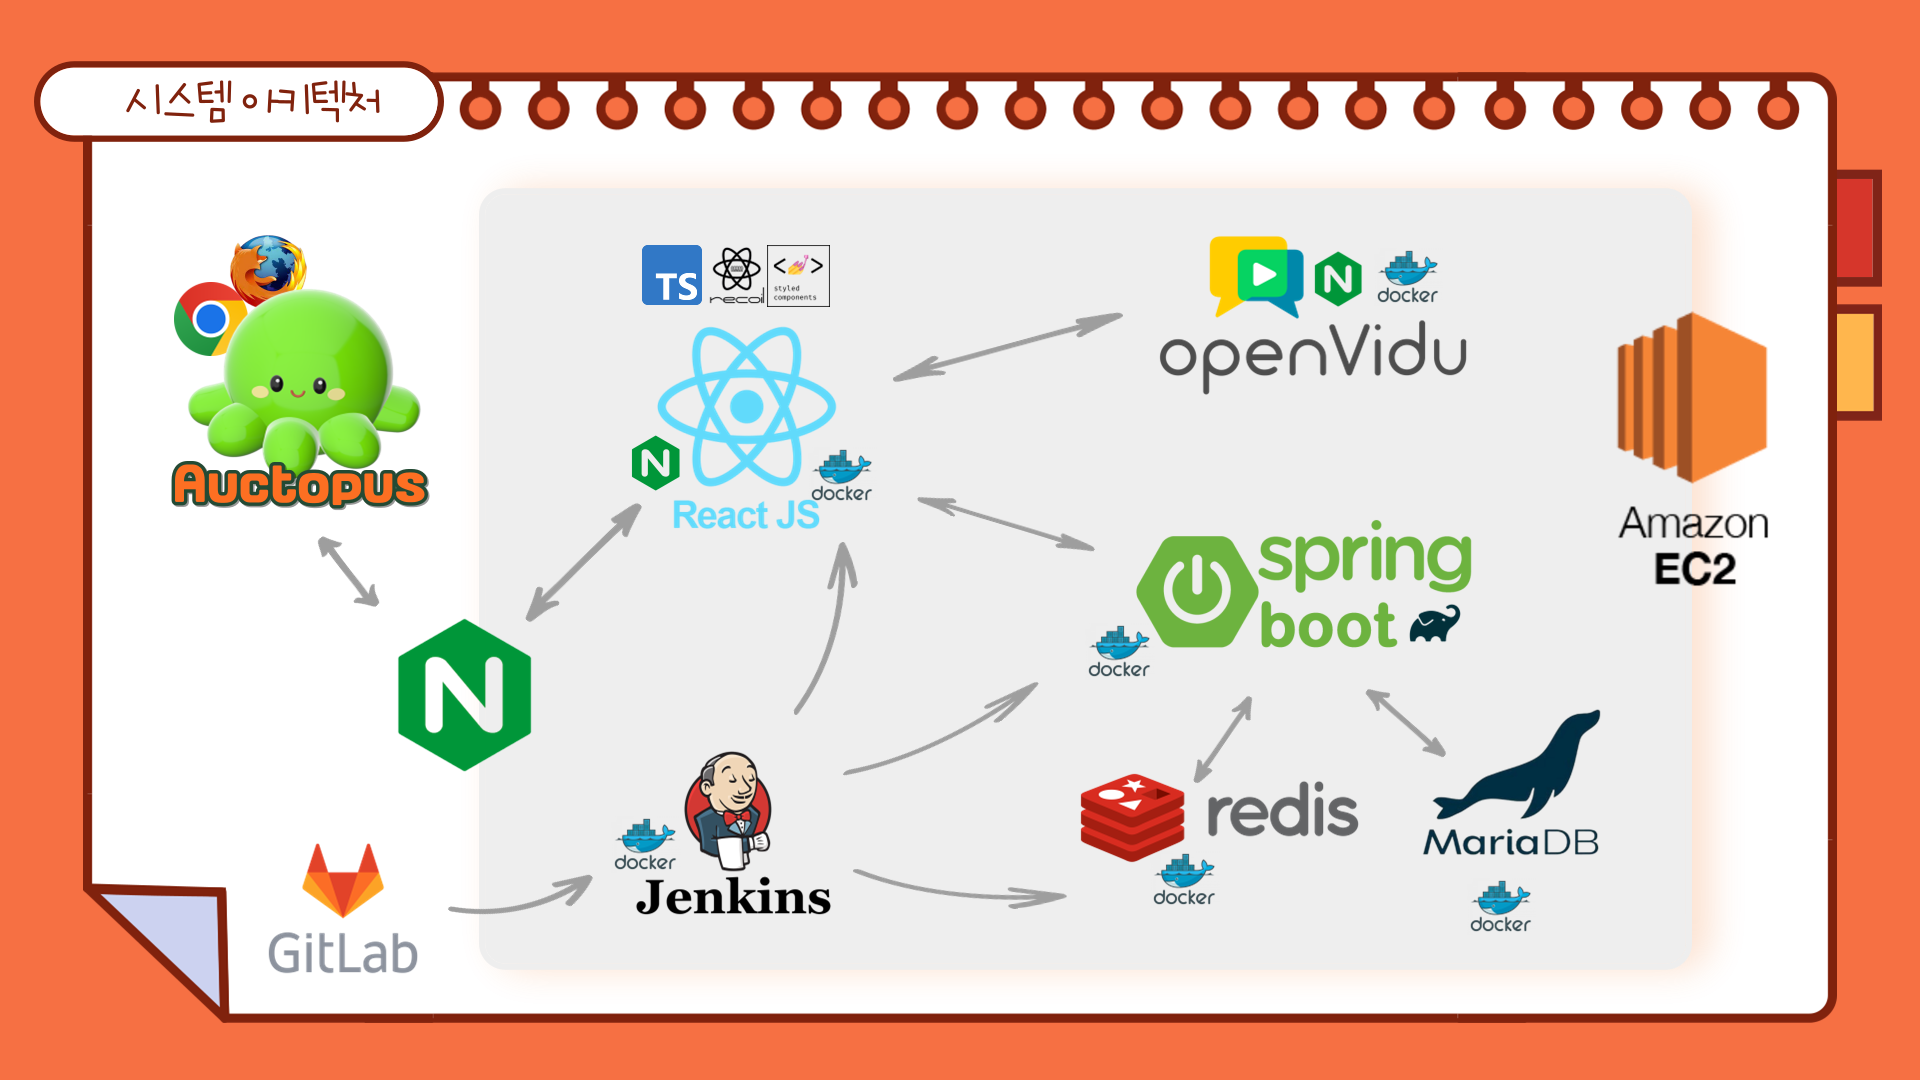 시스템 아키텍처
TS
recoil
styled
components
docker
openVidu
Auctopus
docker
React JS
Amazon
EC2
spring
boot
docker
N
docker
Jenkins
redis
docker
MariaDB
docker
GitLab